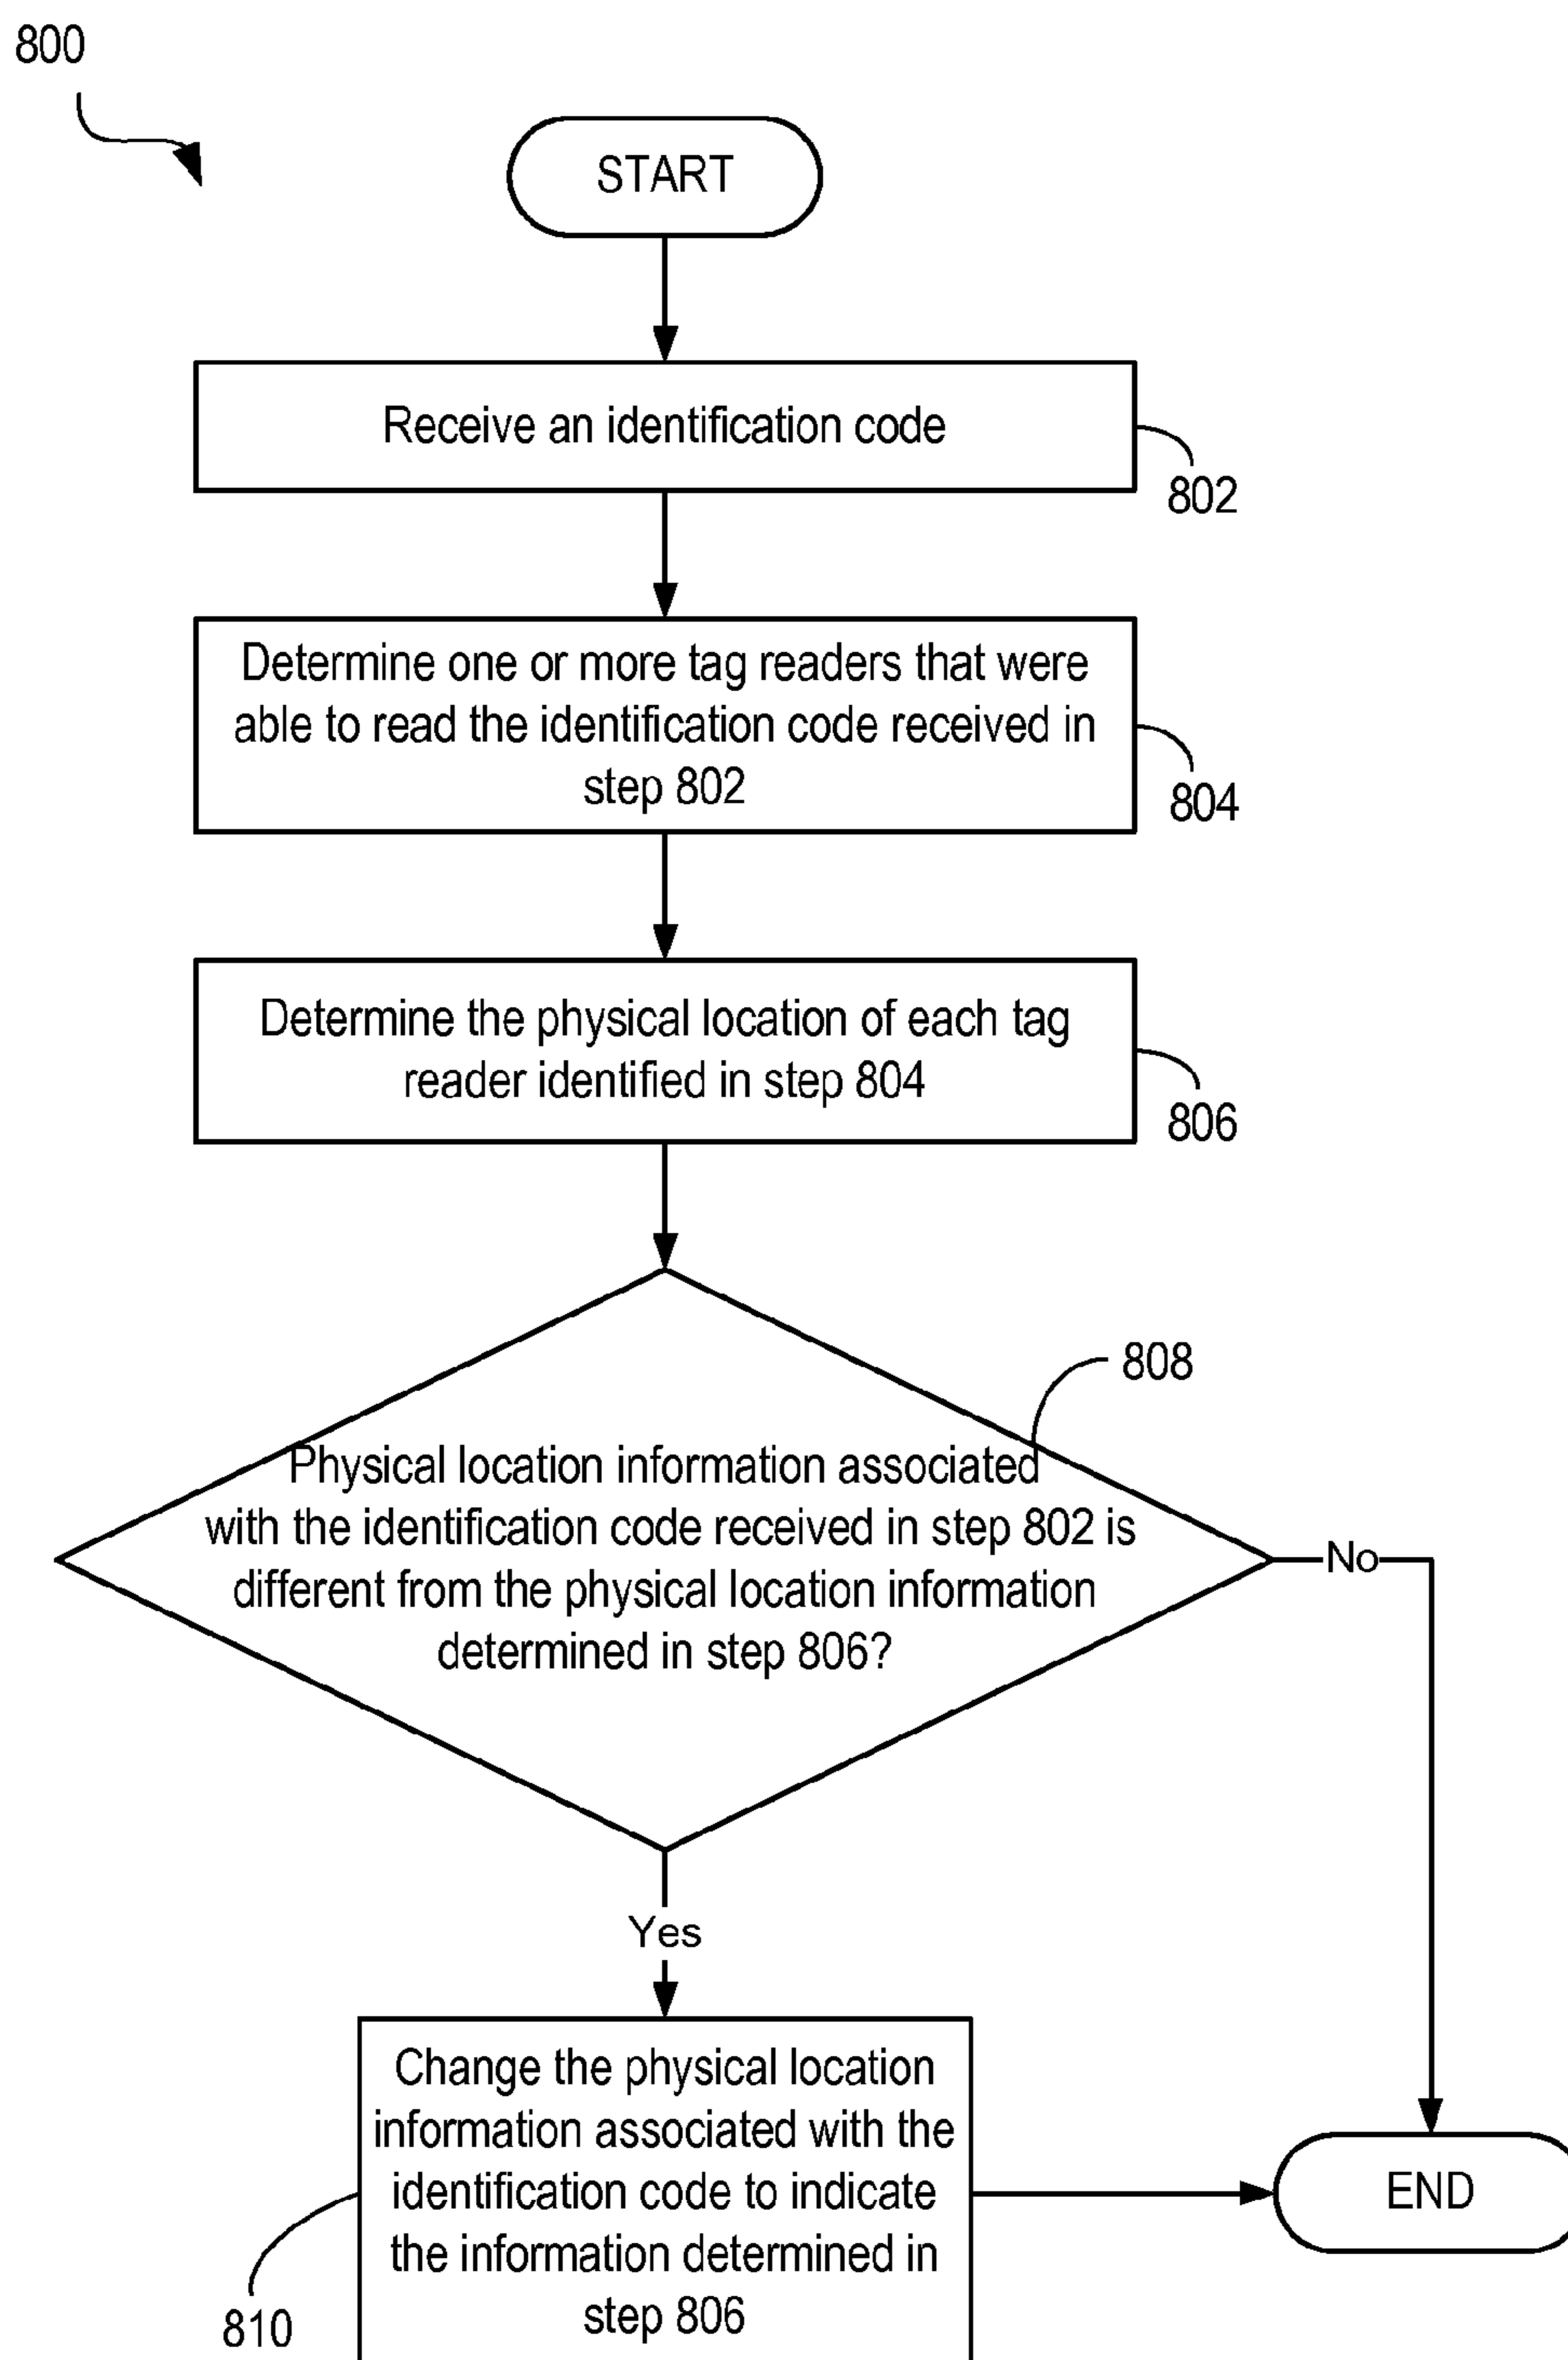 800
START
Receive an identification code
802
Determine one or more tag readers that were
able to read the identification code received in
step 802
804
Determine the physical location of each tag
reader identified in step 804
806
808
Physical location information associated
with the identification code received in step 802 is
different from the physical location information
determined in step 806?
No
Yes
Change the physical location
information associated with the
identification code to indicate
the information determined in
step 806
END
810